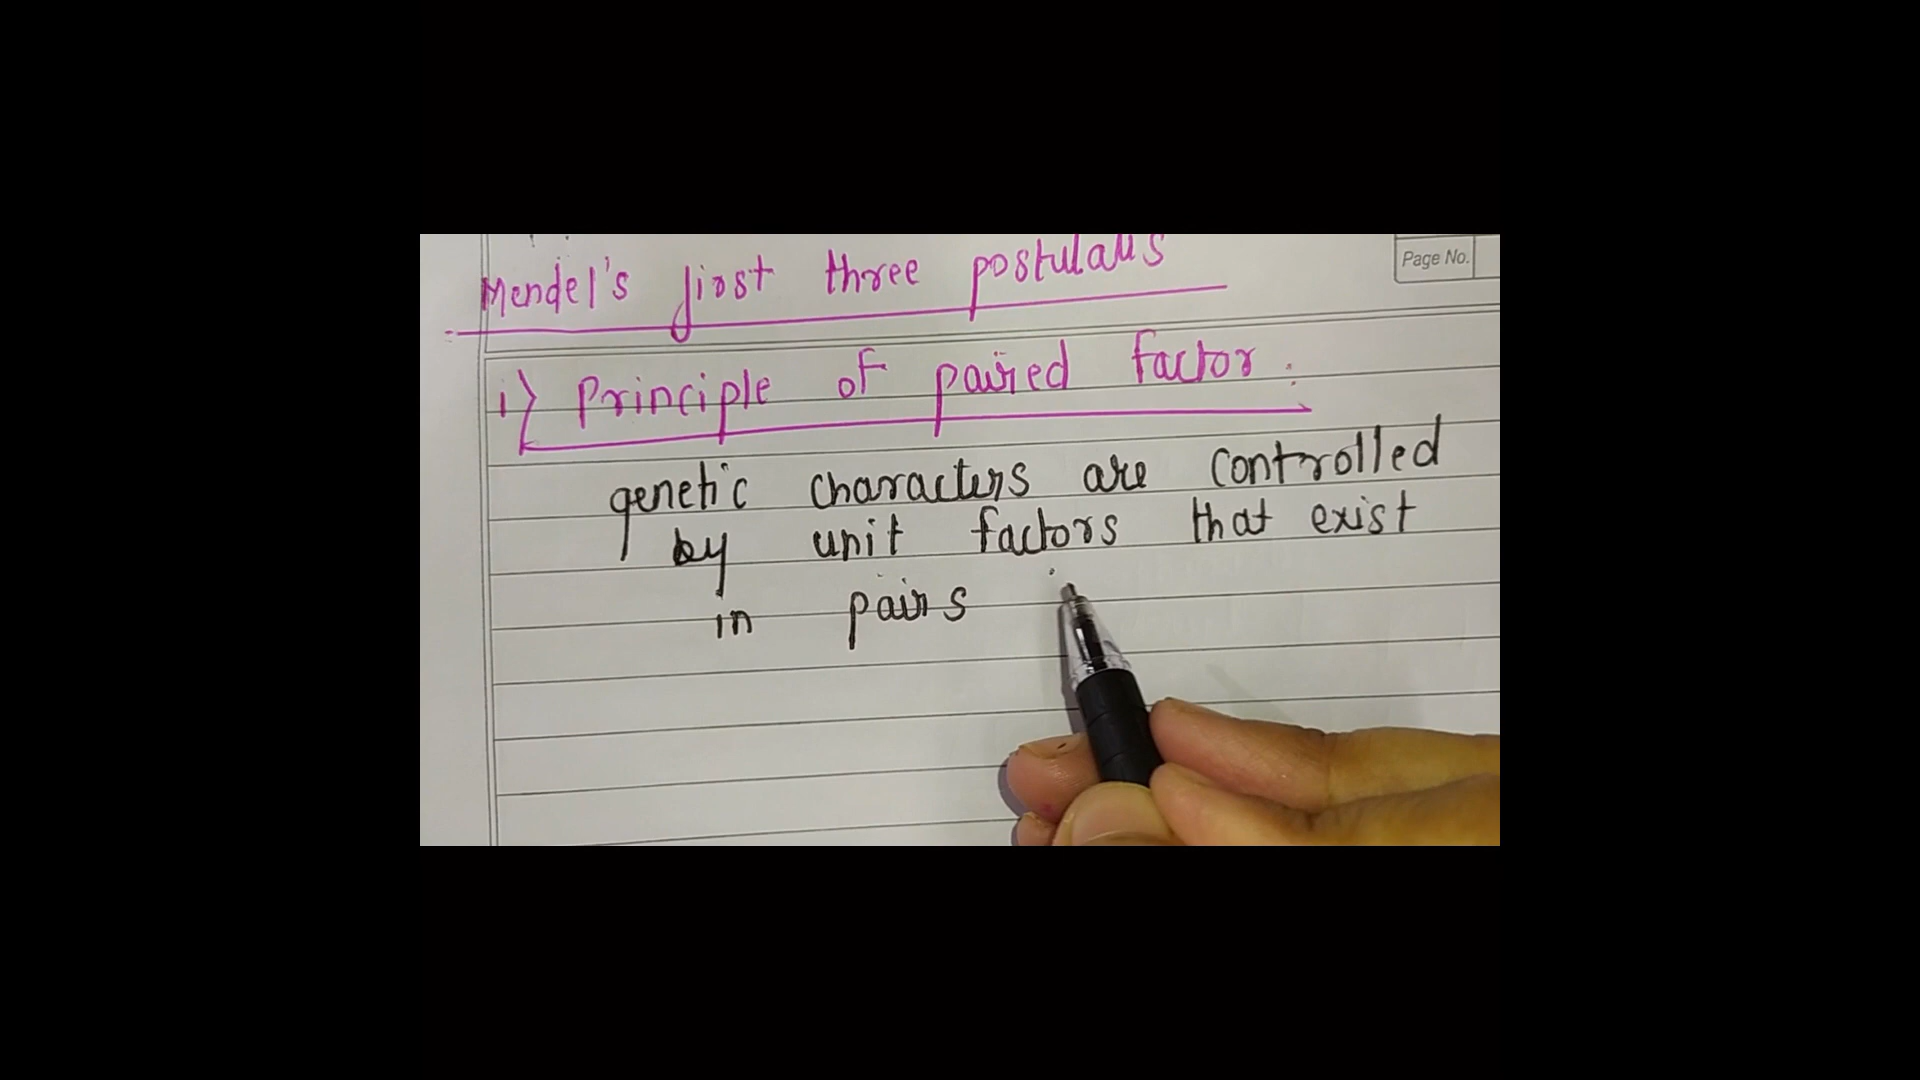 Mendel's first three postulates
Page No.
i) Principle of paired factor :
genetic characters are controlled
by unit factors that exist
in pairs